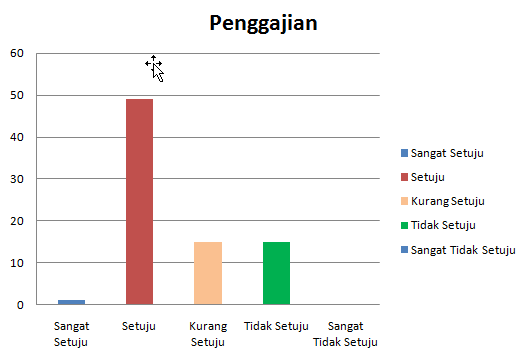 Penggajian
60
50
40
30
20
10
0
Sangat
Setuju
Setuju
Kurang
Setuju
Tidak Setuju
Sangat
Tidak Setuju
Sangat Setuju
Setuju
Kurang Setuju
Tidak Setuju
Sangat Tidak Setuju